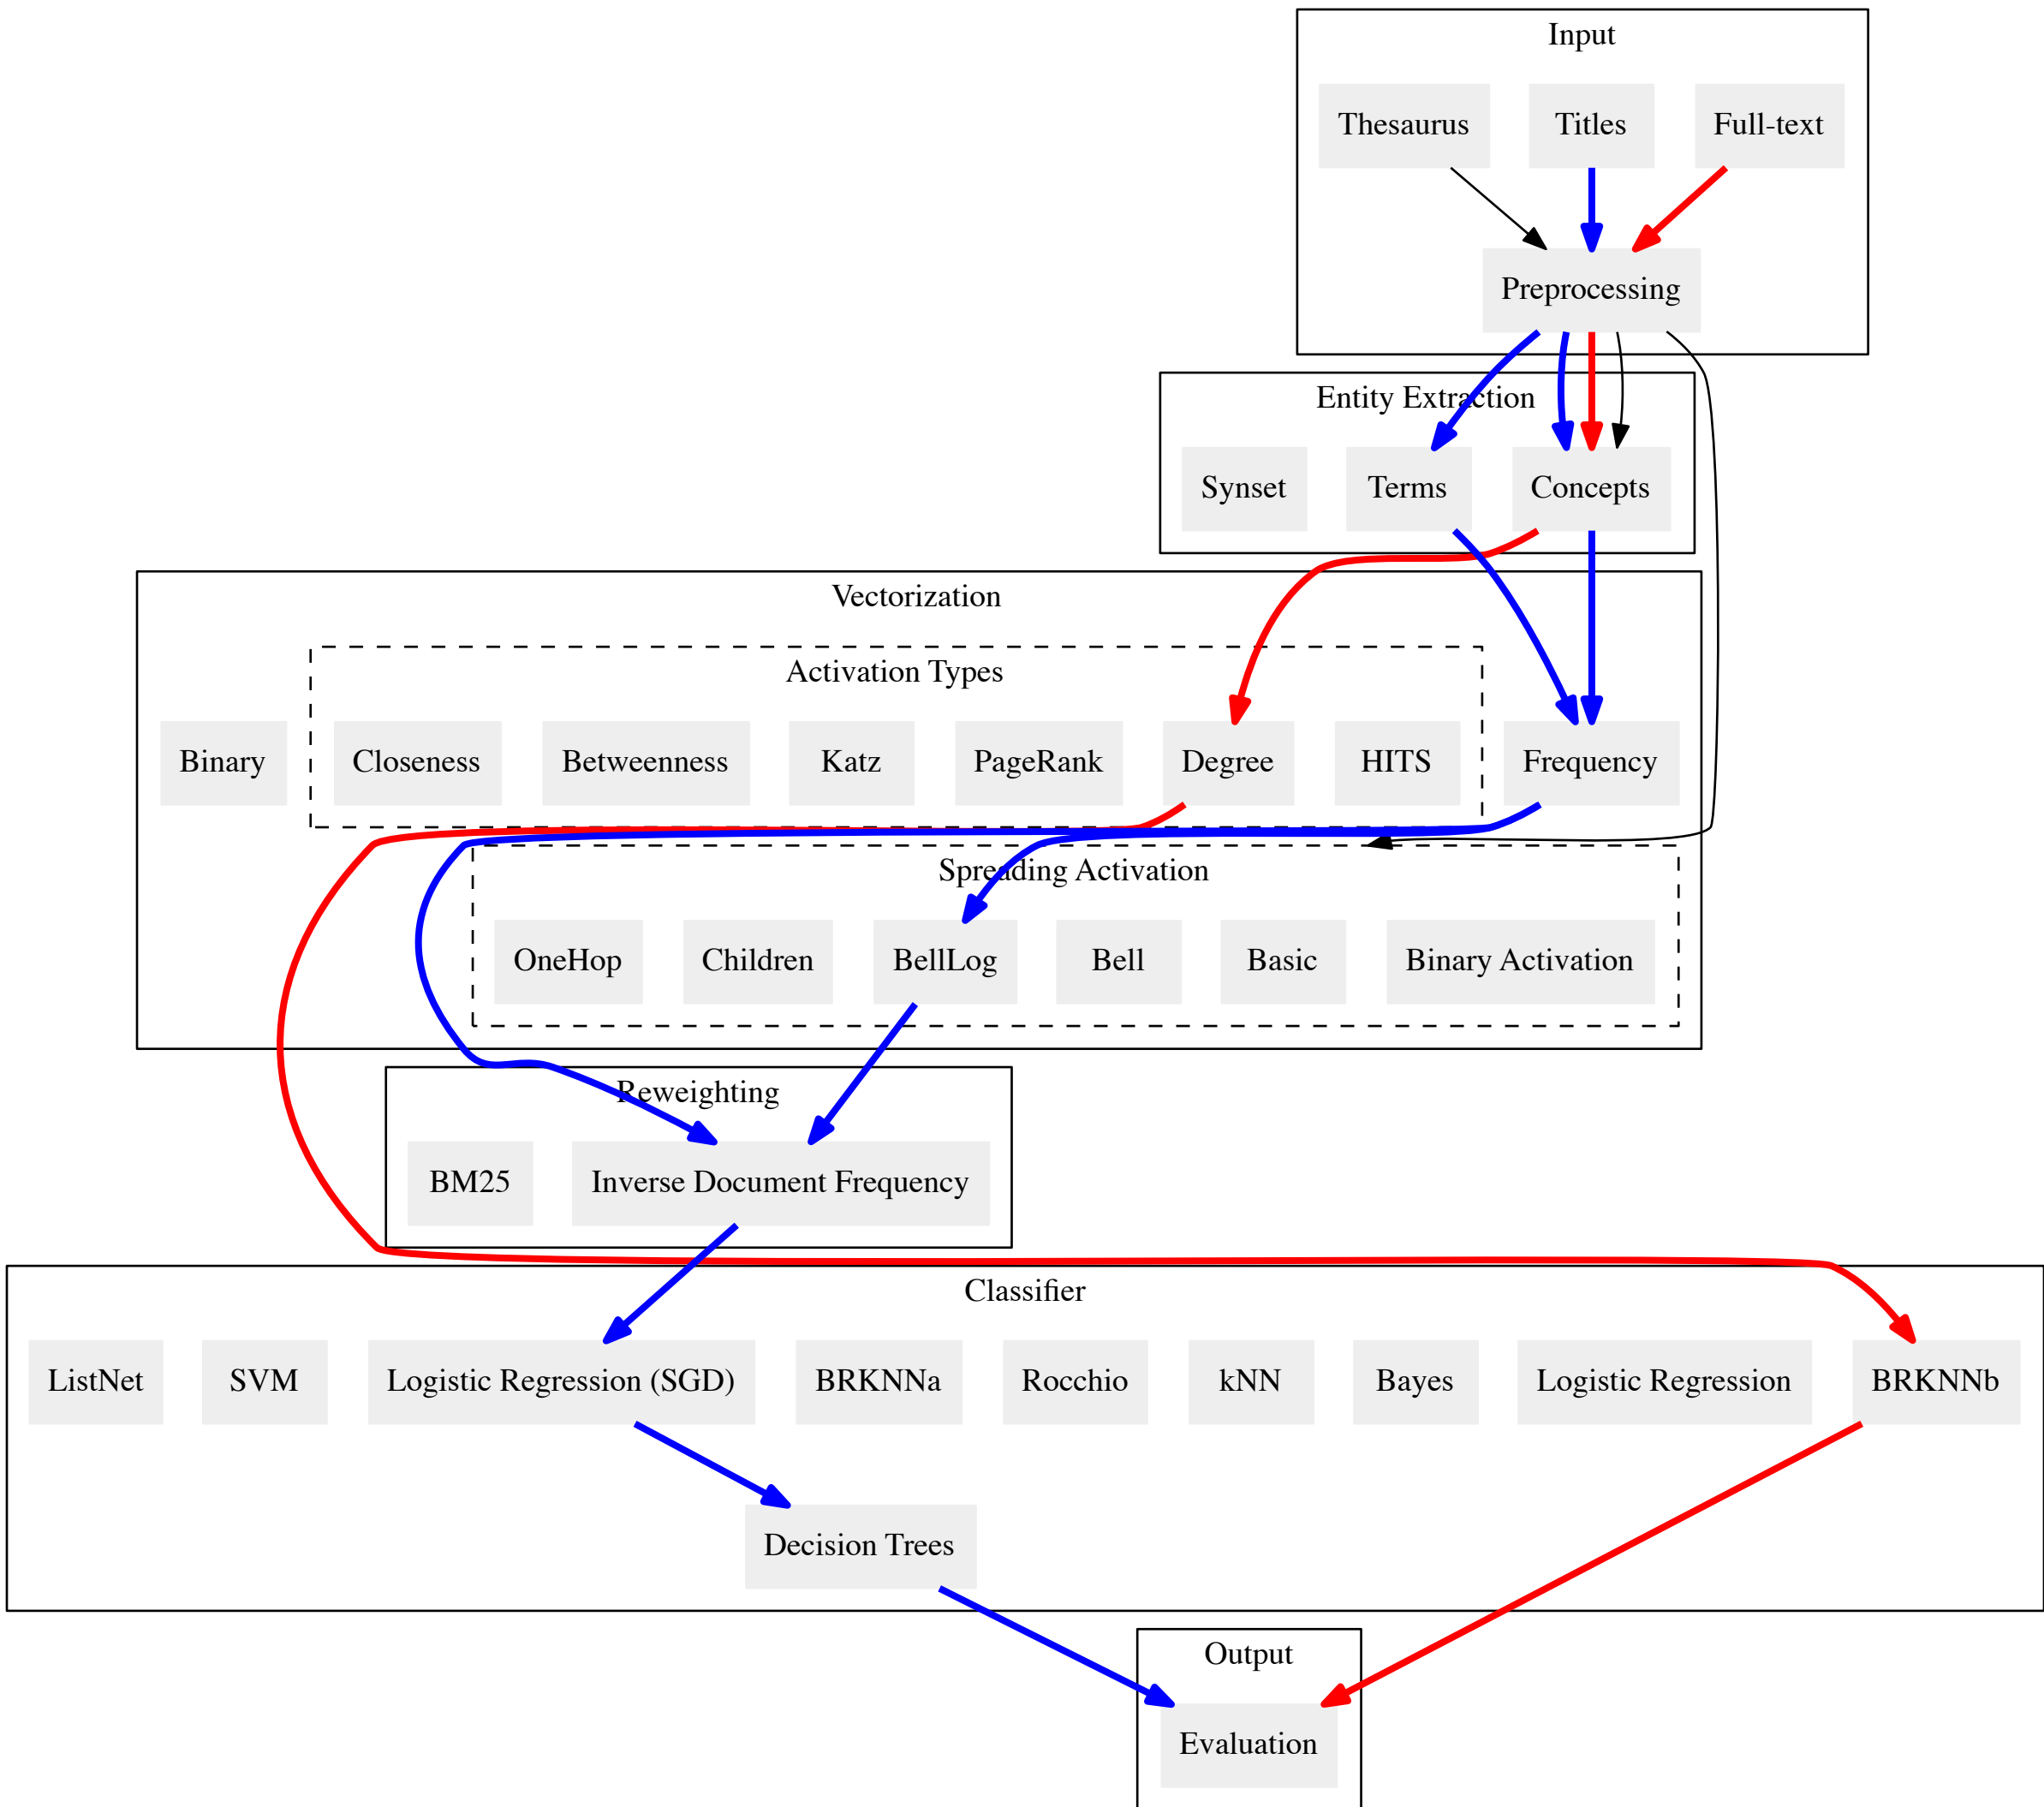 Input
Thesaurus
Titles
Full-text
Preprocessing
Entity Extraction
Synset
Terms
Concepts
Vectorization
Activation Types
Binary
Closeness
Betweenness
Katz
PageRank
Degree
HITS
Frequency
Spreading Activation
OneHop
Children
BellLog
Bell
Basic
Binary Activation
Reweighting
BM25
Inverse Document Frequency
Classifier
ListNet
SVM
Logistic Regression (SGD)
BRKNNa
Rocchio
kNN
Bayes
Logistic Regression
BRKNNb
Decision Trees
Output
Evaluation